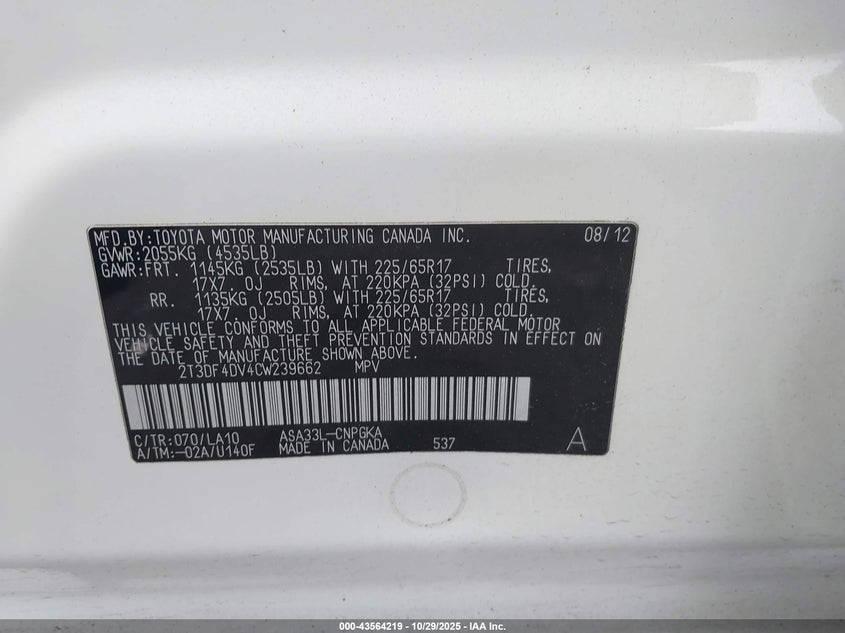 MFD.BY:TOYOTA MOTOR MANUFACTURING CANADA INC. 08/12
GVWR:2055KG (4535LB)
GAWR:FRT. 1145KG (2535LB) WITH 225/65R17 TIRES,
17X7.0J RIMS, AT 220KPA (32PSI) COLD.
RR. 1135KG (2505LB) WITH 225/65R17 TIRES,
17X7.0J RIMS, AT 220KPA (32PSI) COLD.
THIS VEHICLE CONFORMS TO ALL APPLICABLE FEDERAL MOTOR
VEHICLE SAFETY AND THEFT PREVENTION STANDARDS IN EFFECT ON
THE DATE OF MANUFACTURE SHOWN ABOVE.
2T3DF4DV4CW239662 MPV
C/TR:070/LA10 ASA33L-CNPGKA
A/TM:-02A/U140F MADE IN CANADA 537 A
000-43564219 - 10/29/2025 - IAA Inc.